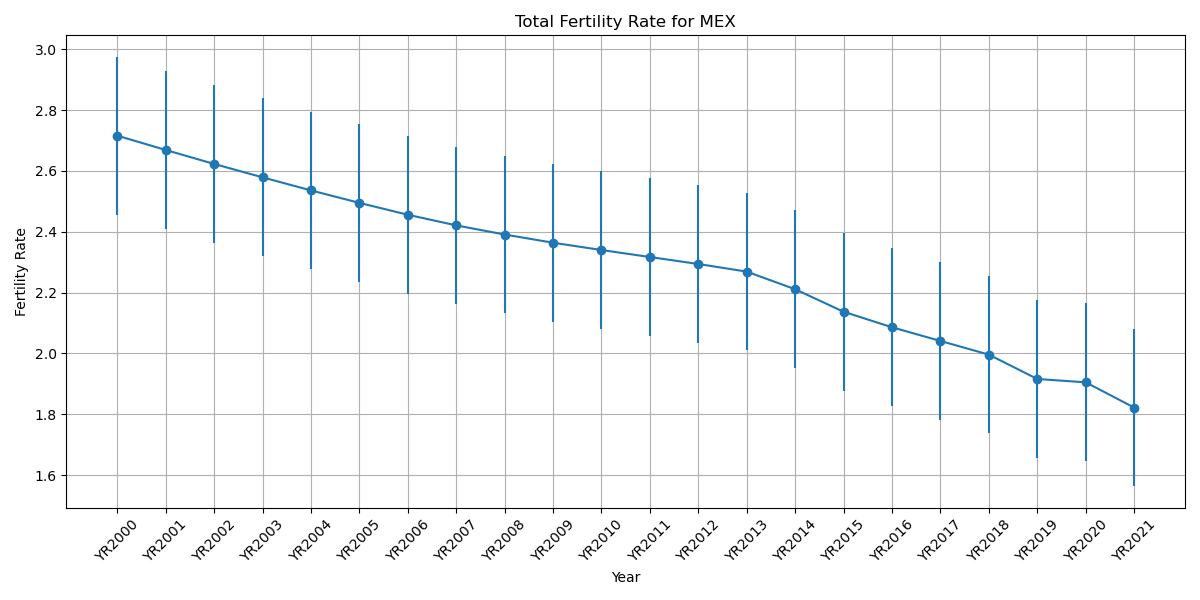 Total Fertility Rate for MEX
Fertility Rate
3.0
2.8
2.6
2.4
2.2
2.0
1.8
1.6
YR2000
YR2001
YR2002
YR2003
YR2004
YR2005
YR2006
YR2007
YR2008
YR2009
YR2010
YR2011
YR2012
YR2013
YR2014
YR2015
YR2016
YR2017
YR2018
YR2019
YR2020
YR2021
Year